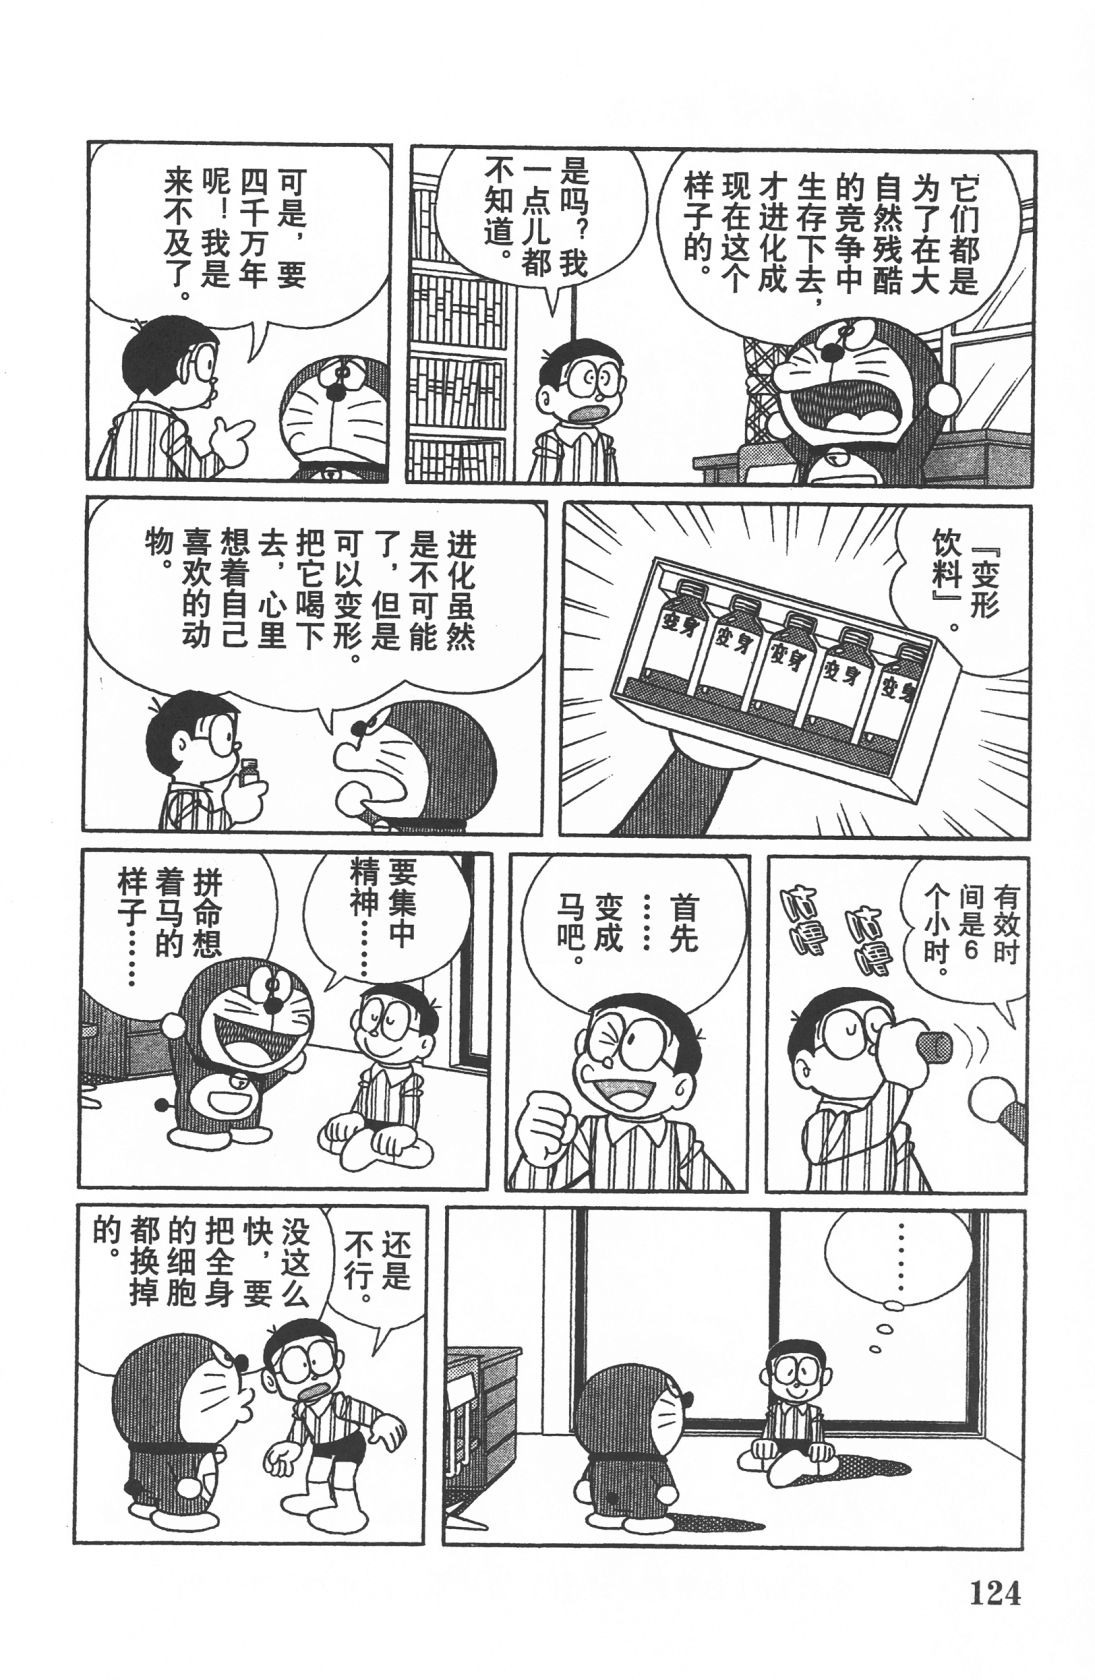 它们都是
为了在大
自然残酷
的竞争中
生存下去，
才进化成
现在这个
样子的。
是吗？我
一点儿都
不知道。
可是，要
四千万年
呢！我是
来不及了。
『变形
饮料』。
变身
变身
变身
变身
变身
进化虽然
是不可能
了，但是
可以变形。
把它喝下
去，心里
想着自己
喜欢的动
物。
有效时
间是6
个小时。
咕噜
咕噜
首先
……
变成
马吧。
要集中
精神……
拼命想
着马的
样子……
……
还是
不行。
没这么
快，要
把全身
的细胞
都换掉
的。
124